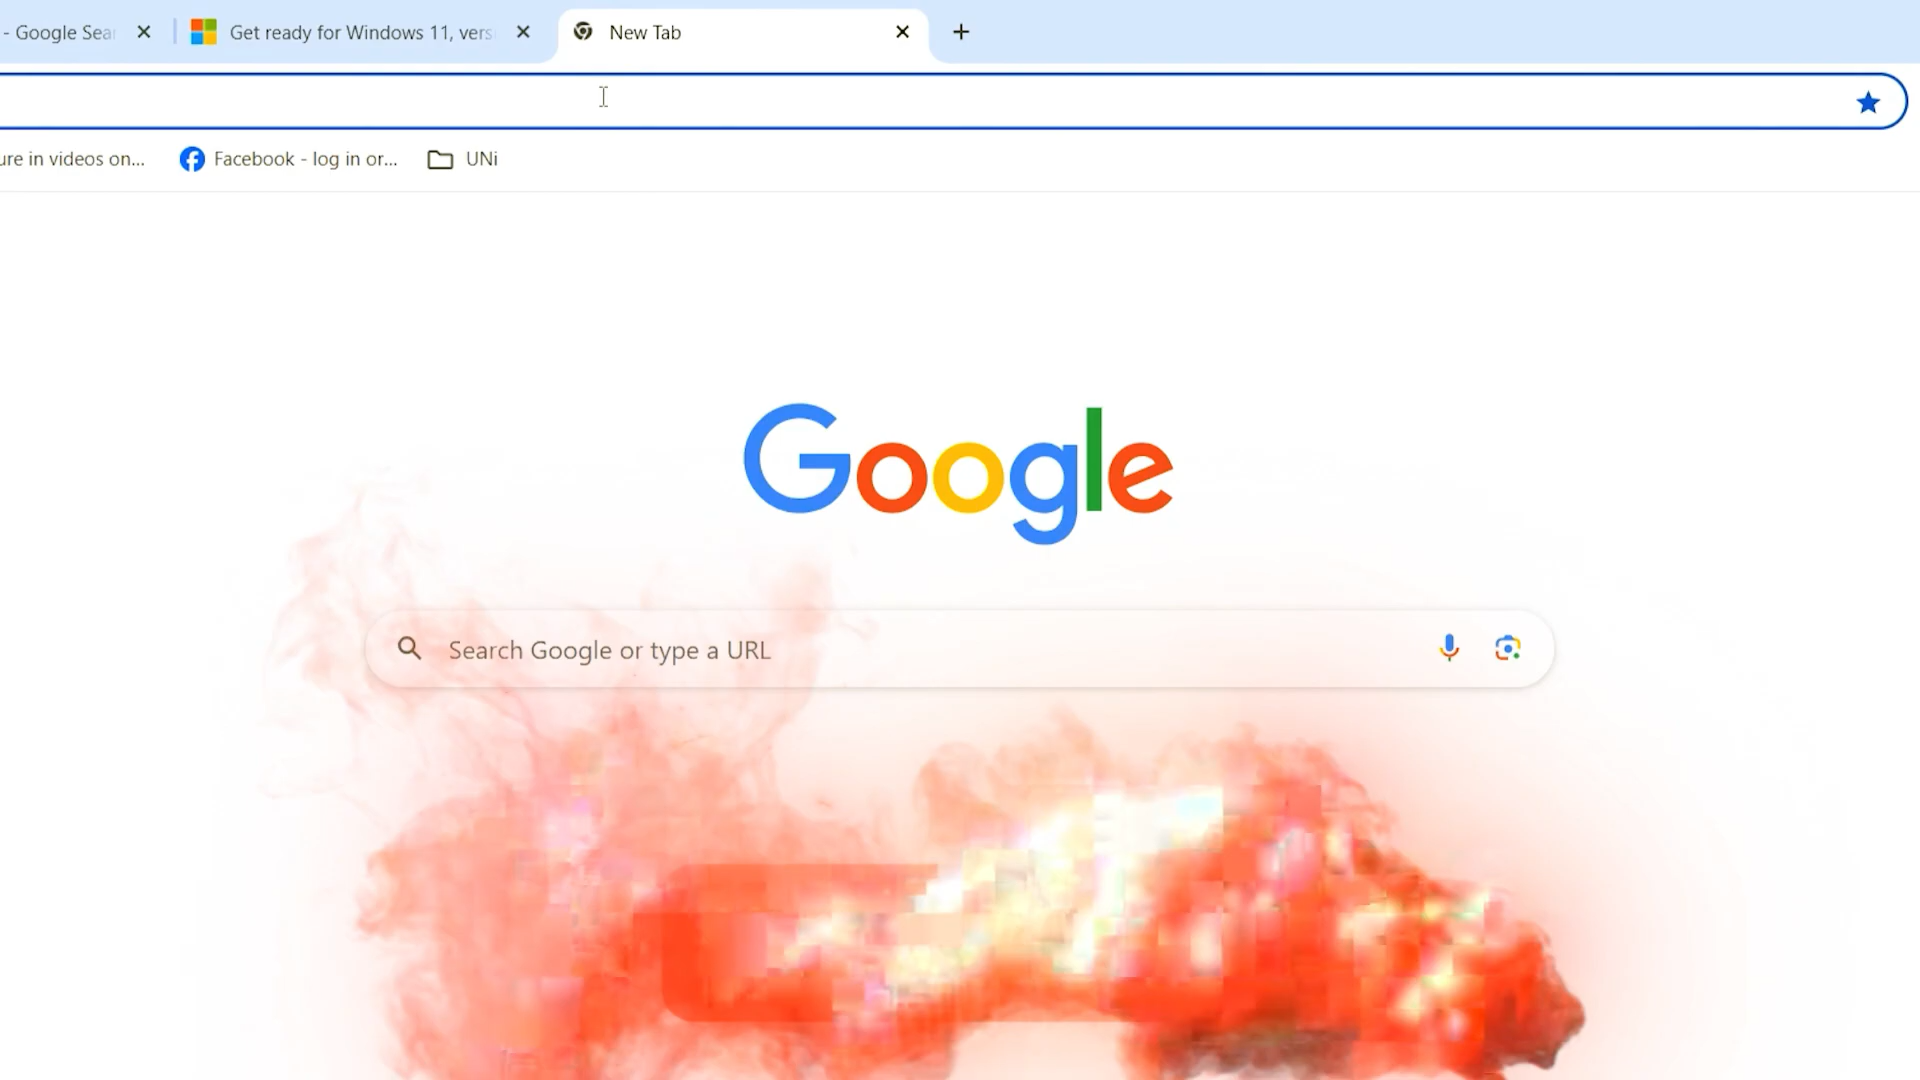 - Google Sear
Get ready for Windows 11, vers
New Tab
ure in videos on...
Facebook - log in or...
UNi
Google
Search Google or type a URL